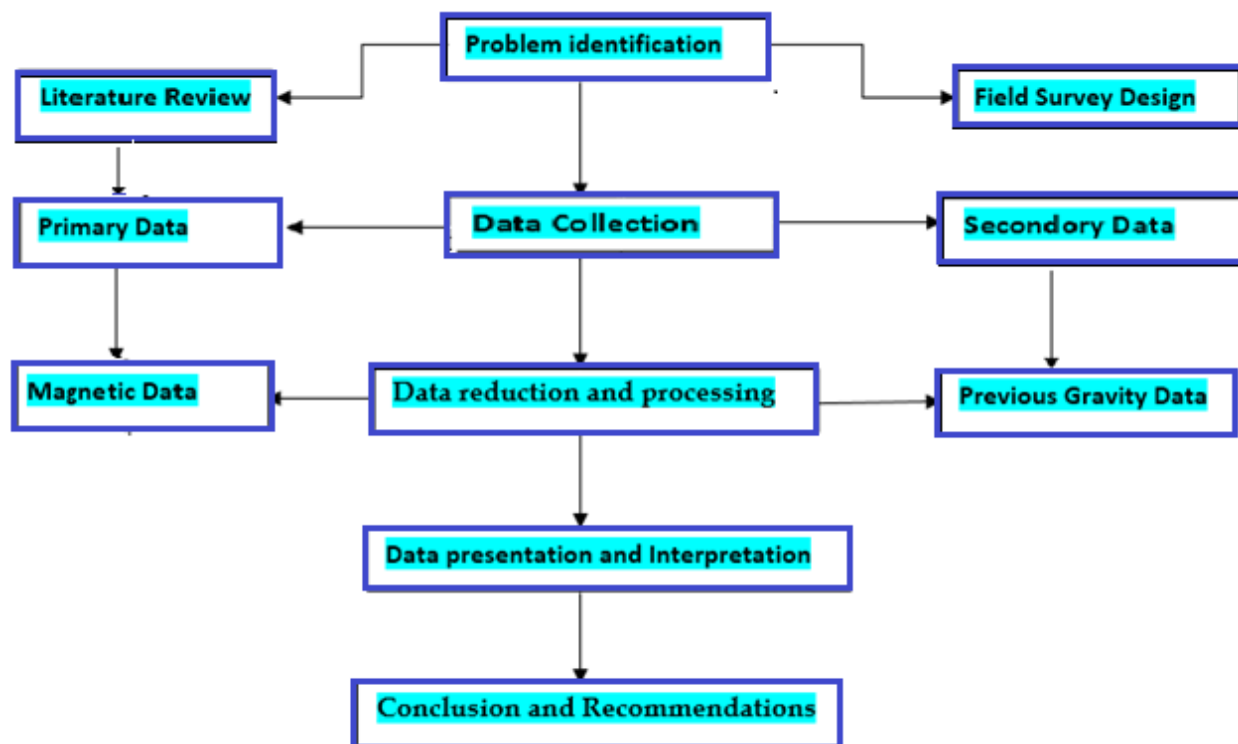 Problem identification
Literature Review
Field Survey Design
Primary Data
Data Collection
Secondory Data
Magnetic Data
Data reduction and processing
Previous Gravity Data
Data presentation and Interpretation
Conclusion and Recommendations